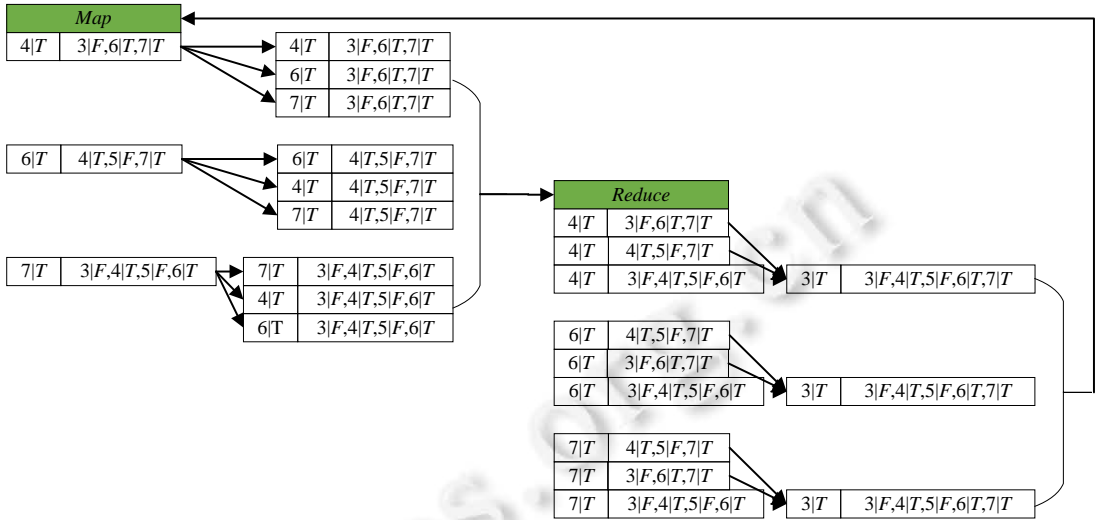 Map
4|T 3|F,6|T,7|T
4|T 3|F,6|T,7|T
6|T 3|F,6|T,7|T
7|T 3|F,6|T,7|T
6|T 4|T,5|F,7|T
6|T 4|T,5|F,7|T
4|T 4|T,5|F,7|T
7|T 4|T,5|F,7|T
7|T 3|F,4|T,5|F,6|T
7|T 3|F,4|T,5|F,6|T
4|T 3|F,4|T,5|F,6|T
6|T 3|F,4|T,5|F,6|T
Reduce
4|T 3|F,6|T,7|T
4|T 4|T,5|F,7|T
4|T 3|F,4|T,5|F,6|T
3|T 3|F,4|T,5|F,6|T,7|T
6|T 4|T,5|F,7|T
6|T 3|F,6|T,7|T
6|T 3|F,4|T,5|F,6|T
3|T 3|F,4|T,5|F,6|T,7|T
7|T 4|T,5|F,7|T
7|T 3|F,6|T,7|T
7|T 3|F,4|T,5|F,6|T
3|T 3|F,4|T,5|F,6|T,7|T
s.org.cn